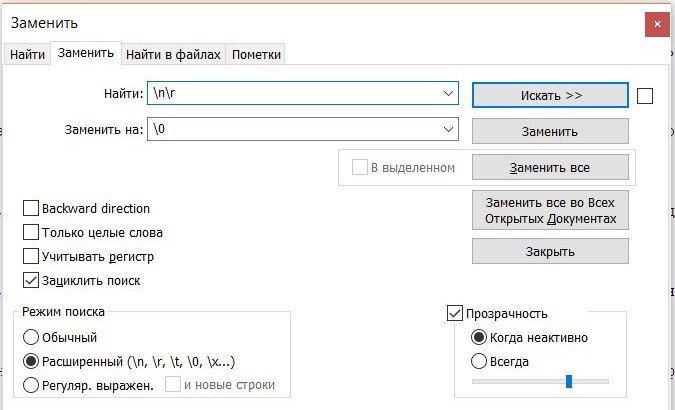 Заменить
Найти Заменить Найти в файлах Пометки
Найти: \n\r Искать >>
Заменить на: \0 Заменить
В выделенном Заменить все
Заменить все во Всех
Открытых Документах
Закрыть
Backward direction
Только целые слова
Учитывать регистр
Зациклить поиск
Режим поиска
Обычный
Расширенный (\n, \r, \t, \0, \x...)
Регуляр. выражен. и новые строки
Прозрачность
Когда неактивно
Всегда